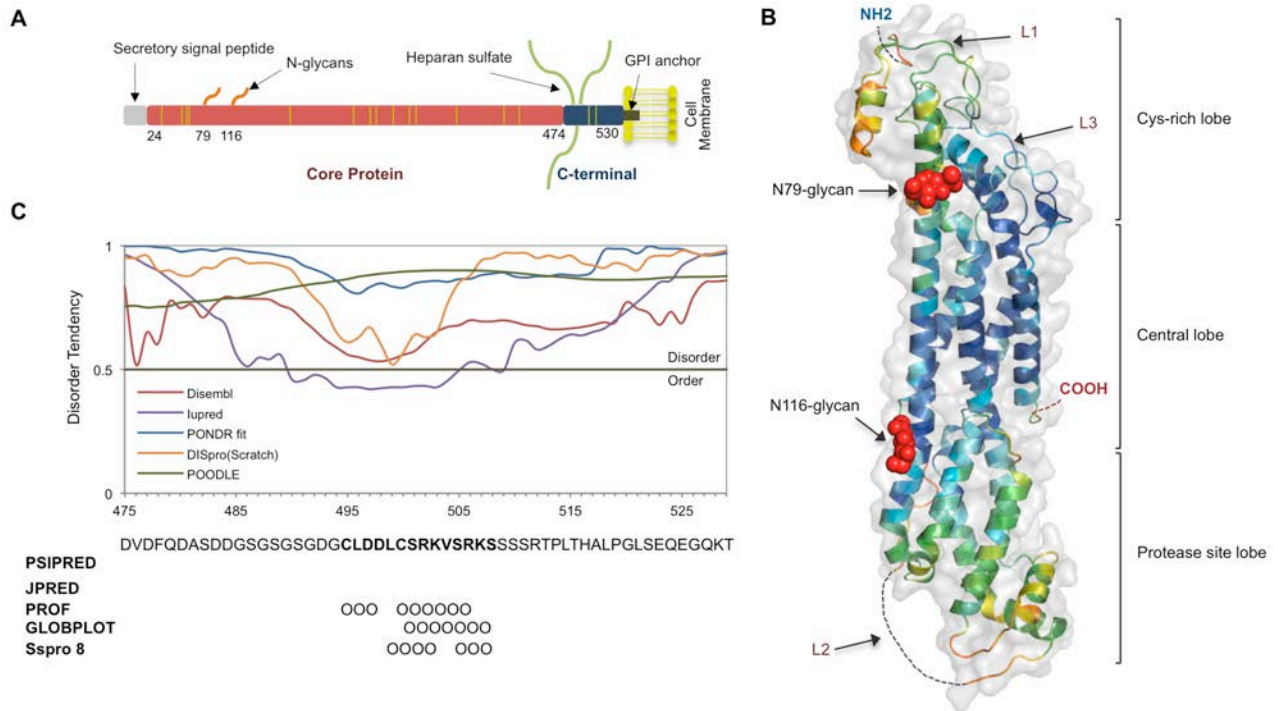 A
Secretory signal peptide
N-glycans
Heparan sulfate
GPI anchor
Cell Membrane
24 79 116 474 530
Core Protein
C-terminal
B
NH2
L1
L3
Cys-rich lobe
N79-glycan
Central lobe
COOH
N116-glycan
Protease site lobe
L2
C
Disorder Tendency
1
0.5
0
Disorder
Order
Disembl
Iupred
PONDR fit
DISpro(Scratch)
POODLE
475 485 495 505 515 525
DVDFQDASDDGSGSGSGDGCLDDLCSRKVSRKSSSSRTPLTHALPGLSEQEGQKT
PSIPRED
JPRED
PROF OOO OOOOOO
GLOBPLOT OOOOOOO
Sspro 8 OOOO OOO